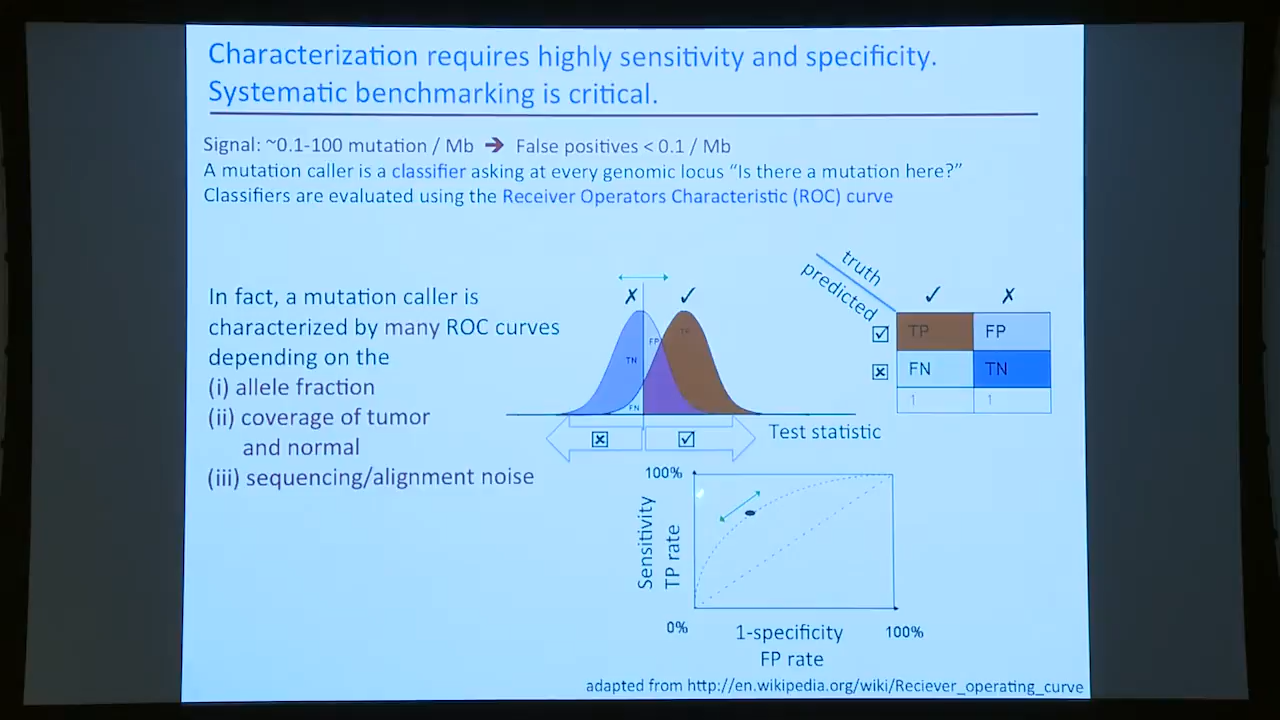 Characterization requires highly sensitivity and specificity.
Systematic benchmarking is critical.
Signal: ~0.1-100 mutation / Mb ➔ False positives < 0.1 / Mb
A mutation caller is a classifier asking at every genomic locus “Is there a mutation here?”
Classifiers are evaluated using the Receiver Operators Characteristic (ROC) curve
In fact, a mutation caller is
characterized by many ROC curves
depending on the
(i) allele fraction
(ii) coverage of tumor
and normal
(iii) sequencing/alignment noise
✗ ✓
TP
FP
TN
FN
☒ ☑
Test statistic
truth
predicted
✓ ✗
☑ TP FP
☒ FN TN
1 1
100%
Sensitivity
TP rate
0%
1-specificity
100%
FP rate
adapted from http://en.wikipedia.org/wiki/Reciever_operating_curve